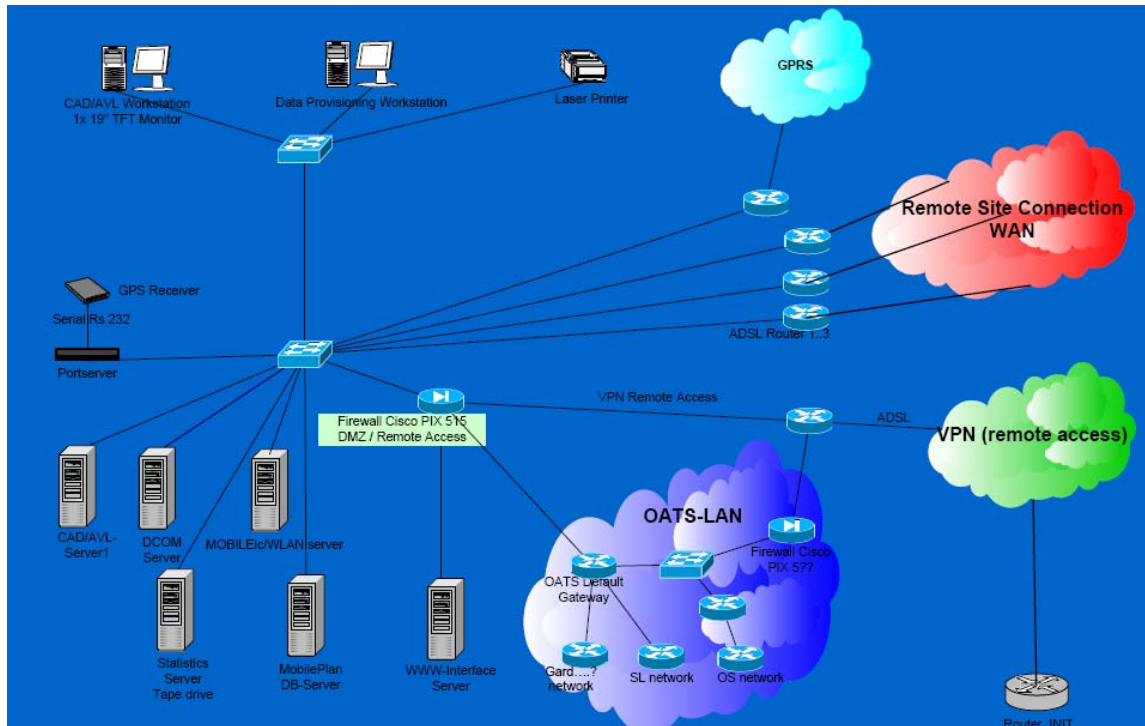 CAD/AVL Workstation
1x 19" TFT Monitor
Data Provisioning Workstation
Laser Printer
GPRS
Remote Site Connection
WAN
GPS Receiver
Serial Rs 232
Portserver
ADSL Router 1..3
Firewall Cisco PIX 515
DMZ / Remote Access
VPN Remote Access
ADSL
VPN (remote access)
CAD/AVL-
Server1
DCOM
Server
MOBILEic/WLAN server
OATS-LAN
Firewall Cisco
PIX 5??
OATS Default
Gateway
Statistics
Server
Tape drive
MobilePlan
DB-Server
WWW-Interface
Server
Gard....?
network
SL network
OS network
Router INIT